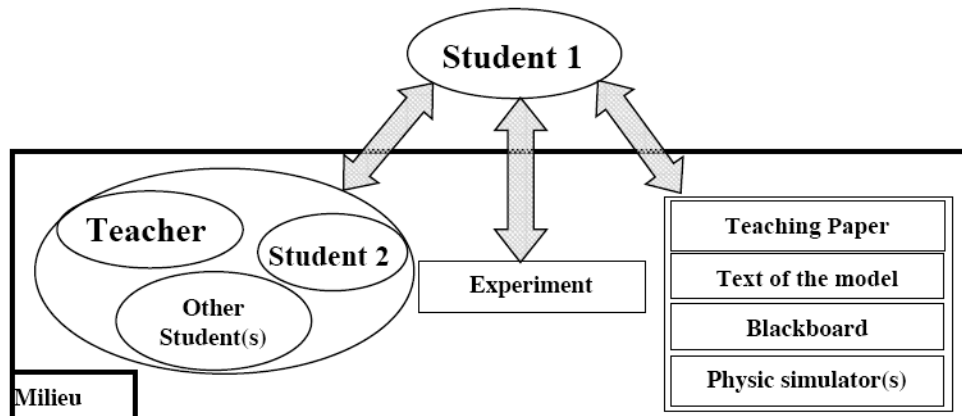 Student 1
Teacher
Student 2
Other
Student(s)
Experiment
Teaching Paper
Text of the model
Blackboard
Physic simulator(s)
Milieu